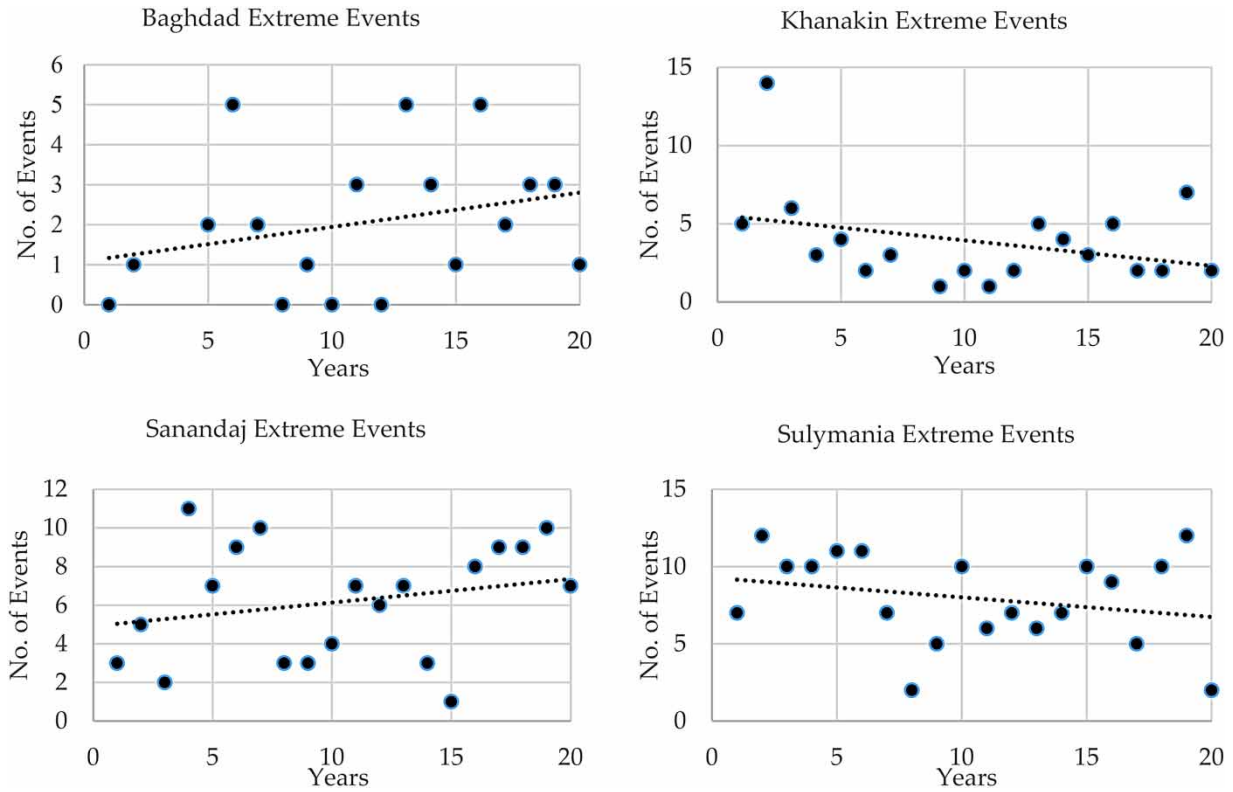 Baghdad Extreme Events
No. of Events
6
5
4
3
2
1
0
0 5 10 15 20
Years
Khanakin Extreme Events
No. of Events
15
10
5
0
0 5 10 15 20
Years
Sanandaj Extreme Events
No. of Events
12
10
8
6
4
2
0
0 5 10 15 20
Years
Sulymania Extreme Events
No. of Events
15
10
5
0
0 5 10 15 20
Years